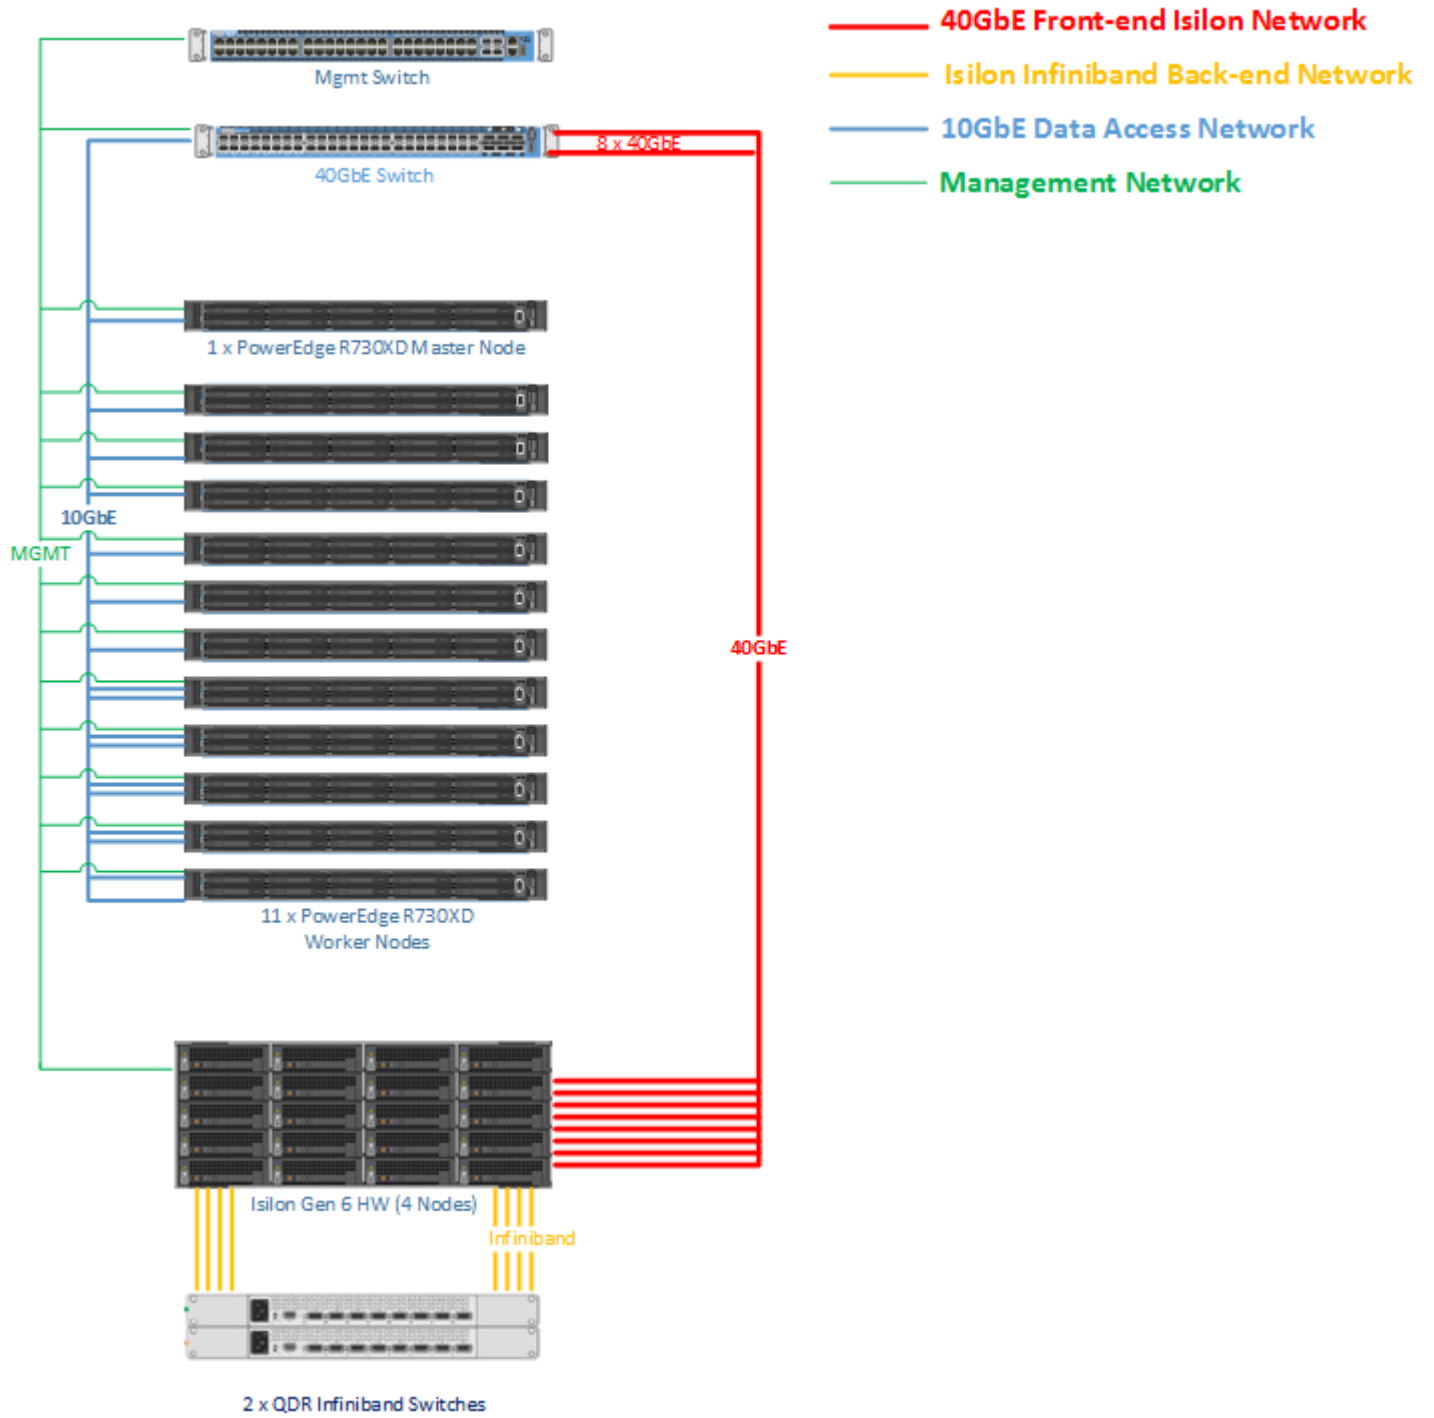 40GbE Front-end Isilon Network
Mgmt Switch
Isilon Infiniband Back-end Network
10GbE Data Access Network
8 x 40GbE
40GbE Switch
Management Network
1 x PowerEdge R730XD Master Node
10GbE
MGMT
40GbE
11 x PowerEdge R730XD
Worker Nodes
Isilon Gen 6 HW (4 Nodes)
Infiniband
2 x QDR Infiniband Switches